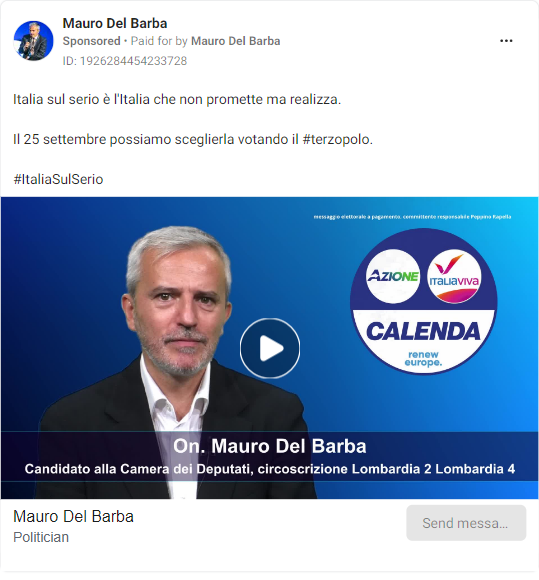 Mauro Del Barba
Sponsored • Paid for by Mauro Del Barba
ID: 1926284454233728
Italia sul serio è l'Italia che non promette ma realizza.
Il 25 settembre possiamo sceglierla votando il #terzopolo.
#ItaliaSulSerio
messaggio elettorale a pagamento, committente responsabile Peppino Kapella
AZIONE
ITALIAVIVA
CALENDA
renew
europe.
On. Mauro Del Barba
Candidato alla Camera dei Deputati, circoscrizione Lombardia 2 Lombardia 4
Mauro Del Barba
Politician
Send messa...